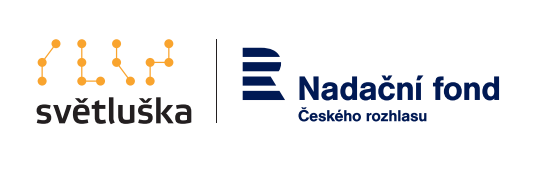 světluška
Nadační fond
Českého rozhlasu